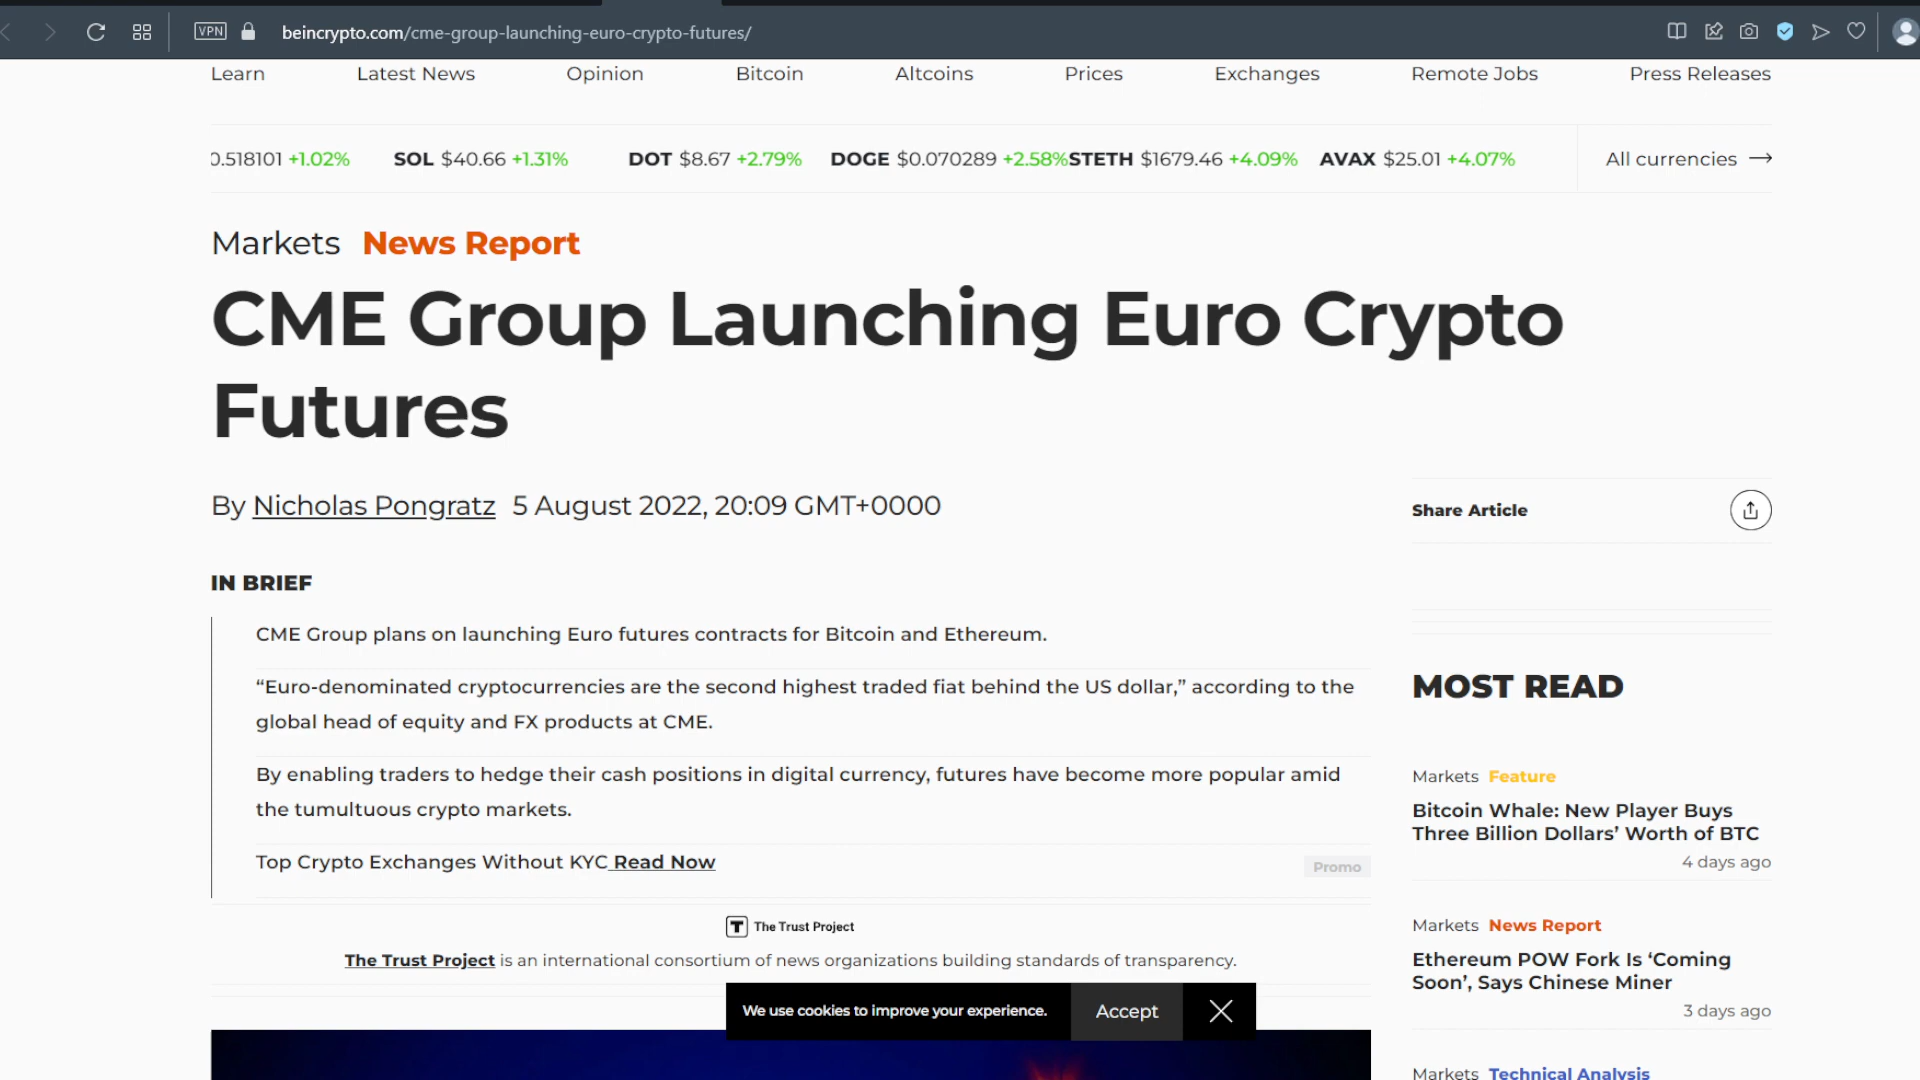 VPN beincrypto.com/cme-group-launching-euro-crypto-futures/
Learn Latest News Opinion Bitcoin Altcoins Prices Exchanges Remote Jobs Press Releases
0.518101 +1.02% SOL $40.66 +1.31% DOT $8.67 +2.79% DOGE $0.070289 +2.58% STETH $1679.46 +4.09% AVAX $25.01 +4.07% All currencies
Markets News Report
CME Group Launching Euro Crypto
Futures
By Nicholas Pongratz 5 August 2022, 20:09 GMT+0000
Share Article
IN BRIEF
CME Group plans on launching Euro futures contracts for Bitcoin and Ethereum.
“Euro-denominated cryptocurrencies are the second highest traded fiat behind the US dollar,” according to the
global head of equity and FX products at CME.
By enabling traders to hedge their cash positions in digital currency, futures have become more popular amid
the tumultuous crypto markets.
Top Crypto Exchanges Without KYC Read Now
Promo
T The Trust Project
The Trust Project is an international consortium of news organizations building standards of transparency.
We use cookies to improve your experience. Accept
MOST READ
Markets Feature
Bitcoin Whale: New Player Buys
Three Billion Dollars’ Worth of BTC
4 days ago
Markets News Report
Ethereum POW Fork Is ‘Coming
Soon’, Says Chinese Miner
3 days ago
Markets Technical Analysis